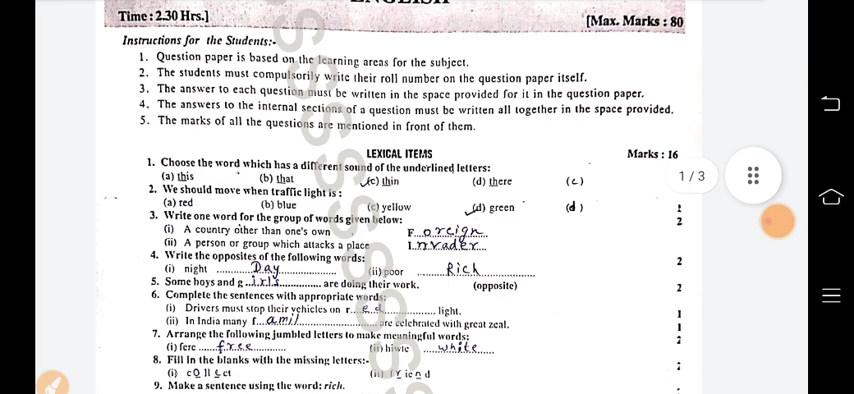 Time : 2.30 Hrs.]
[Max. Marks : 80
Instructions for the Students:-
1. Question paper is based on the learning areas for the subject.
2. The students must compulsorily write their roll number on the question paper itself.
3. The answer to each question must be written in the space provided for it in the question paper.
4. The answers to the internal sections of a question must be written all together in the space provided.
5. The marks of all the questions are mentioned in front of them.
LEXICAL ITEMS Marks : 16
1. Choose the word which has a different sound of the underlined letters:
(a) this (b) that (c) thin (d) there (c)
1 / 3
2. We should move when traffic light is :
(a) red (b) blue (c) yellow (d) green (d) 1
3. Write one word for the group of words given below: 2
(i) A country other than one's own F...oreign
(ii) A person or group which attacks a place I...nvader...
4. Write the opposites of the following words: 2
(i) night ....Day.... (ii) poor ....Rich....
5. Some boys and g..irls.... are doing their work. (opposite) 2
6. Complete the sentences with appropriate words:
(i) Drivers must stop their vehicles on r...ed.... light. 1
(ii) In India many f...amil.... are celebrated with great zeal. 1
7. Arrange the following jumbled letters to make meaningful words: 2
(i) fere ....free.... (ii) hiwte ....white....
8. Fill in the blanks with the missing letters:-
(i) collect (ii) friend
9. Make a sentence using the word: rich.